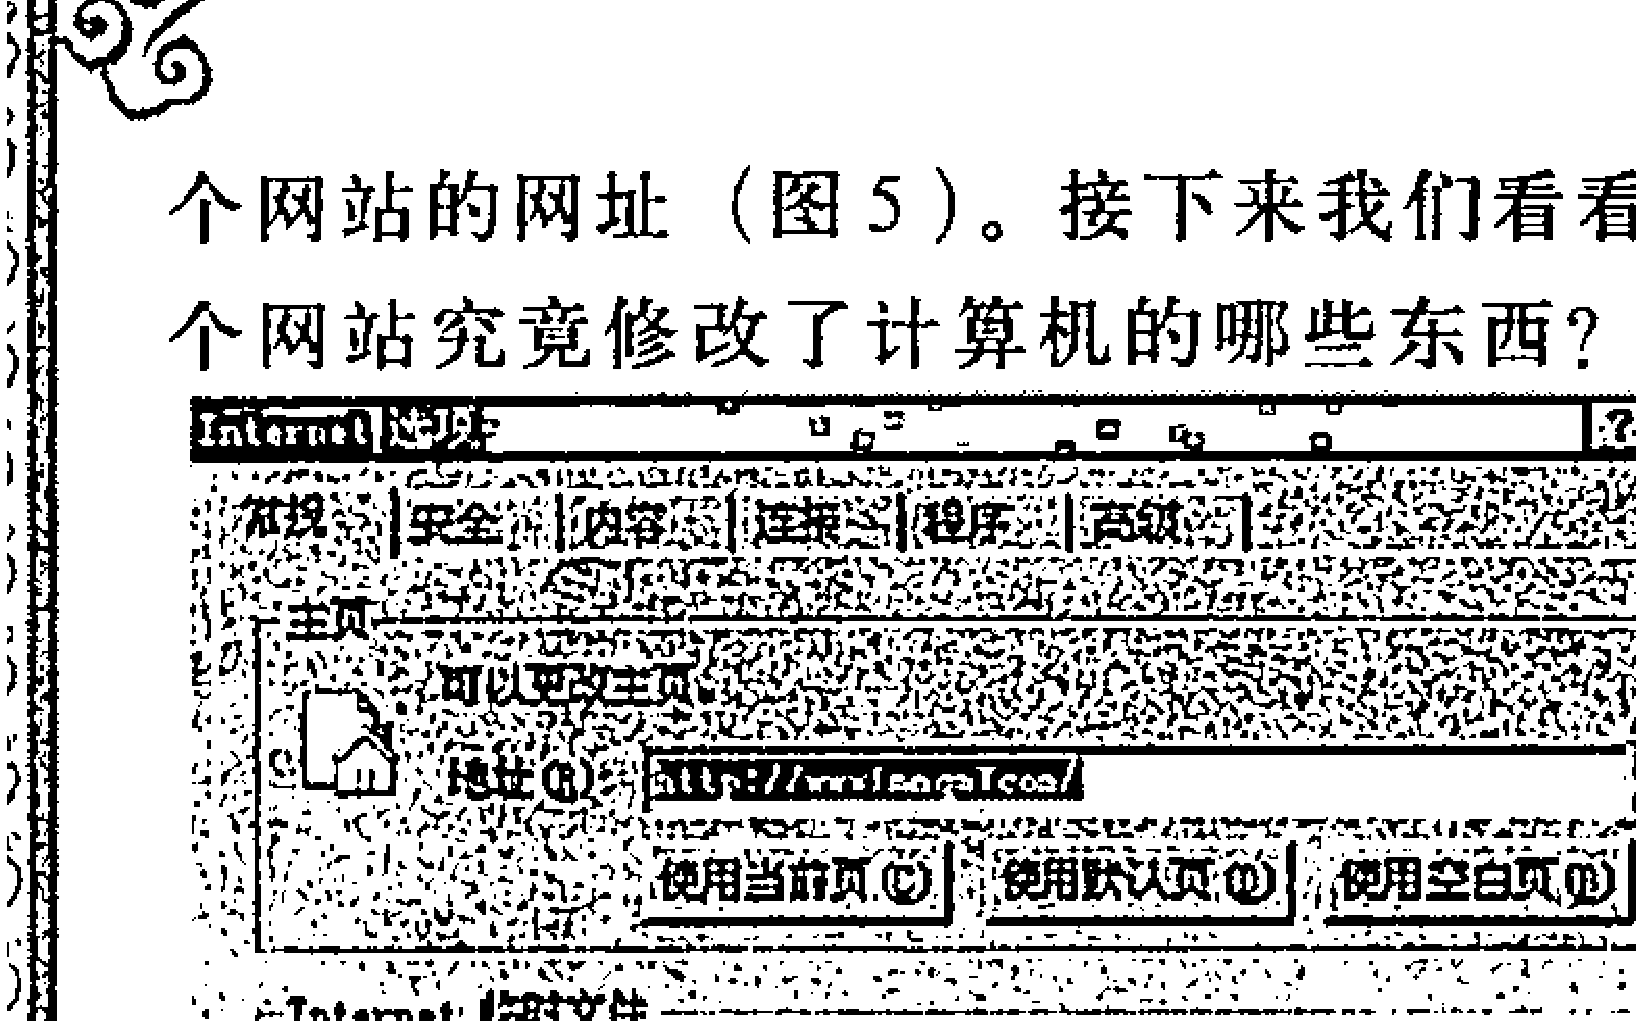 个网站的网址（图5）。接下来我们看看
个网站究竟修改了计算机的哪些东西?
Internet 选项 ?
常规 安全 内容 连接 程序 高级
主页
可以更改主页。
地址(R)
使用当前页(C) 使用默认页(D) 使用空白页(B)
Internet 临时文件